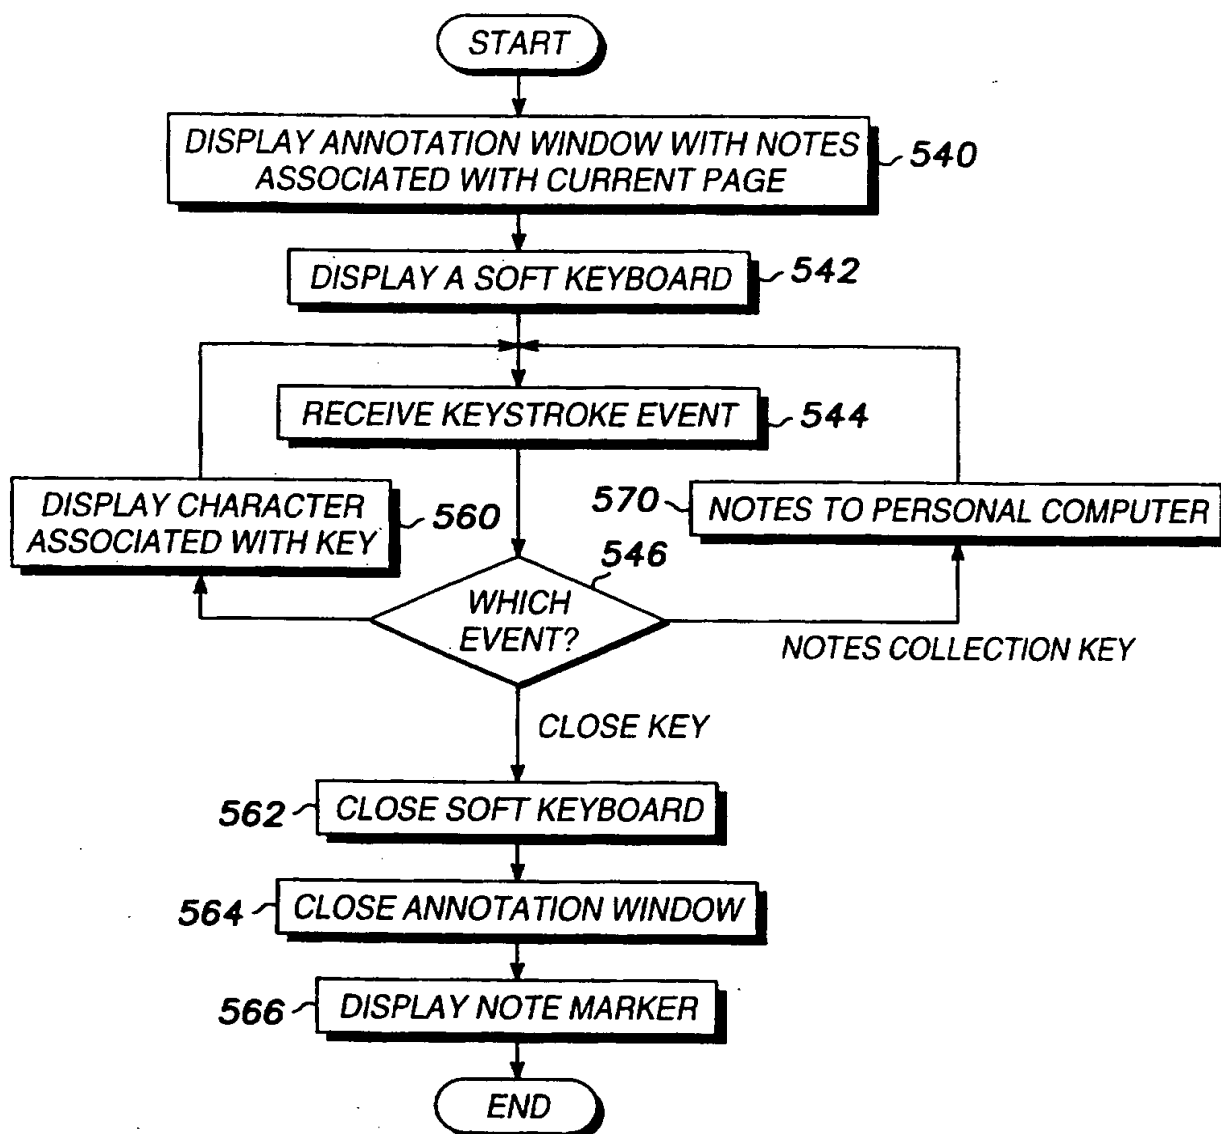 START
DISPLAY ANNOTATION WINDOW WITH NOTES
ASSOCIATED WITH CURRENT PAGE
540
DISPLAY A SOFT KEYBOARD
542
RECEIVE KEYSTROKE EVENT
544
DISPLAY CHARACTER
ASSOCIATED WITH KEY
560
570
NOTES TO PERSONAL COMPUTER
546
WHICH
EVENT?
NOTES COLLECTION KEY
CLOSE KEY
562
CLOSE SOFT KEYBOARD
564
CLOSE ANNOTATION WINDOW
566
DISPLAY NOTE MARKER
END